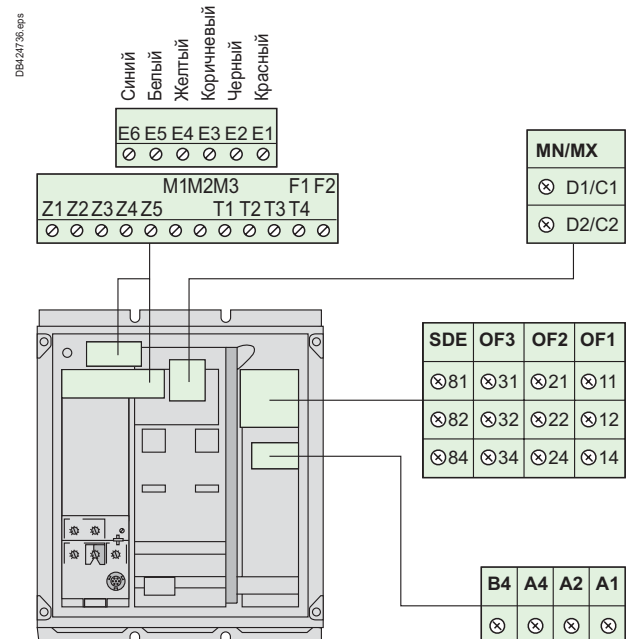 DB424736.eps
Синий
Белый
Желтый
Коричневый
Черный
Красный
E6 E5 E4 E3 E2 E1
M1M2M3 F1 F2
Z1 Z2 Z3 Z4 Z5 T1 T2 T3 T4
MN/MX
D1/C1
D2/C2
SDE OF3 OF2 OF1
81 31 21 11
82 32 22 12
84 34 24 14
B4 A4 A2 A1